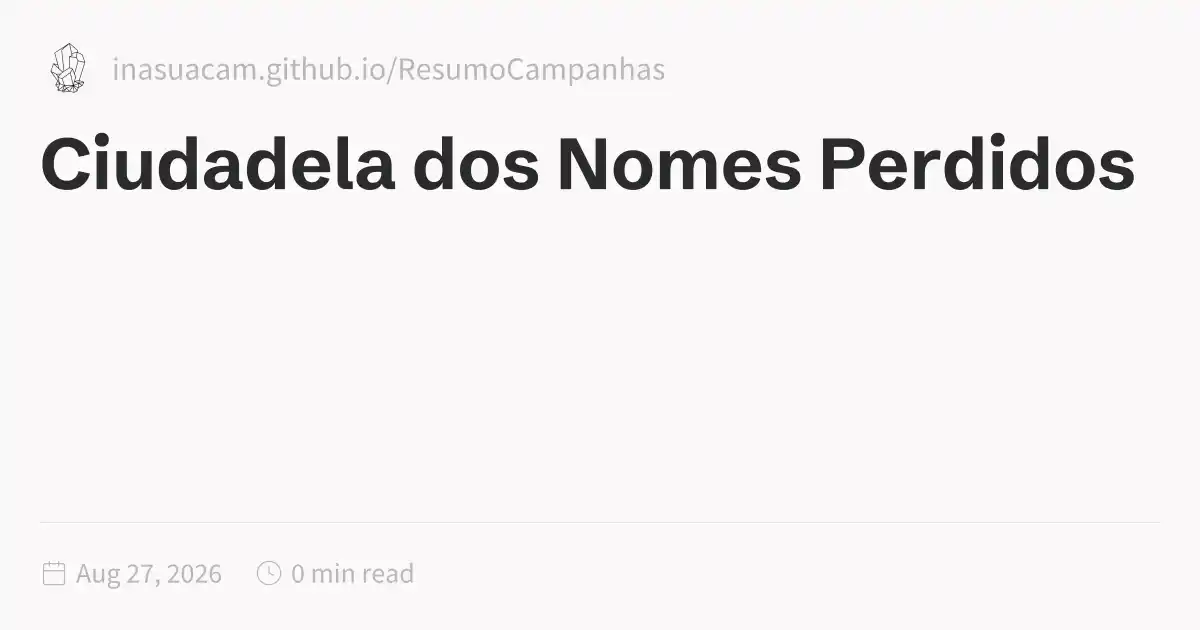 inasuacam.github.io/ResumoCampanhas
Ciudadela dos Nomes Perdidos
Aug 27, 2026 0 min read